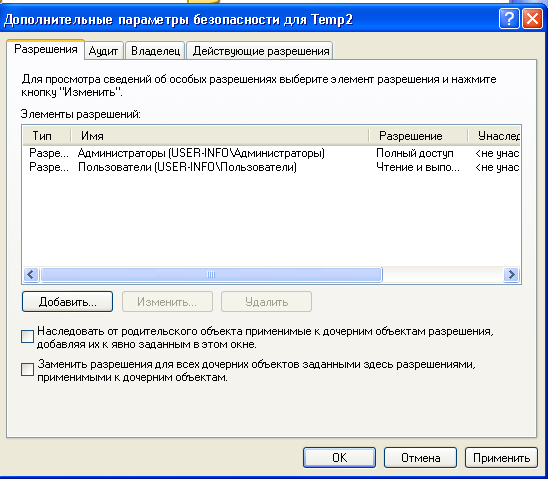 Дополнительные параметры безопасности для Temp2
Разрешения Аудит Владелец Действующие разрешения
Для просмотра сведений об особых разрешениях выберите элемент разрешения и нажмите
кнопку "Изменить".
Элементы разрешений:
Тип Имя Разрешение Унаслед
Разре... Администраторы (USER-INFO\Администраторы) Полный доступ <не унас
Разре... Пользователи (USER-INFO\Пользователи) Чтение и выпо... <не унас
Добавить... Изменить... Удалить
Наследовать от родительского объекта применимые к дочерним объектам разрешения,
добавляя их к явно заданным в этом окне.
Заменить разрешения для всех дочерних объектов заданными здесь разрешениями,
применимыми к дочерним объектам.
OK Отмена Применить